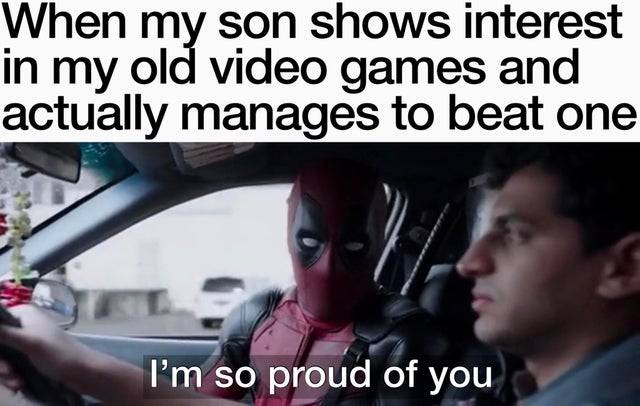 When my son shows interest
in my old video games and
actually manages to beat one
I'm so proud of you